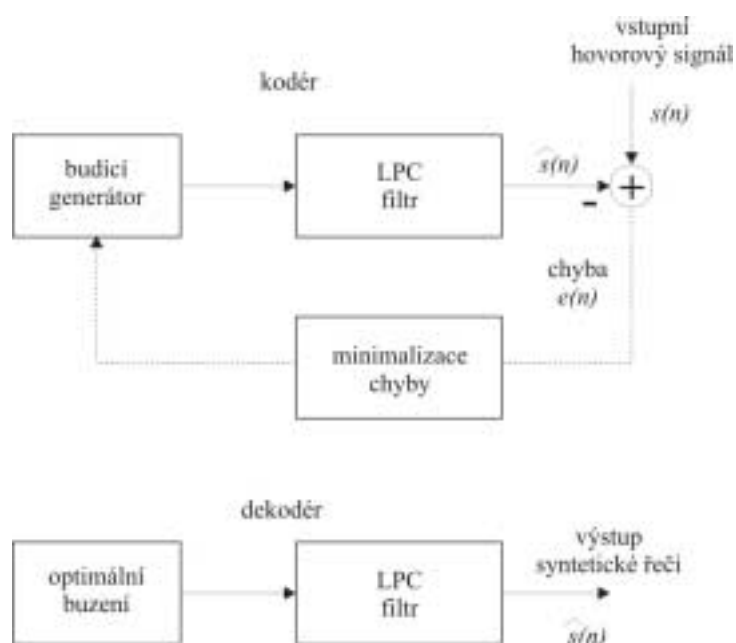 vstupní
hovorový signál
kodér
s(n)
budicí
generátor
LPC
filtr
ŝ(n)
+
-
chyba
e(n)
minimalizace
chyby
dekodér
optimální
buzení
LPC
filtr
výstup
syntetické řeči
ŝ(n)